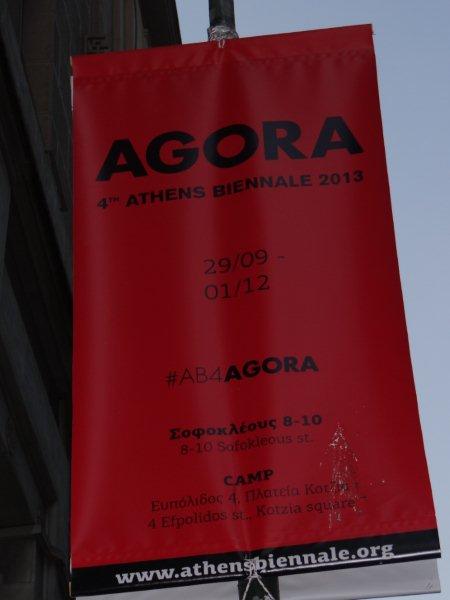 AGORA
4TH ATHENS BIENNALE 2013
29/09 -
01/12
#AB4AGORA
Σοφοκλέους 8-10
8-10 Sofokleous st.
CAMP
Ευπόλιδος 4, Πλατεία
4 Efpolidos st., Kotzia square
www.athensbiennale.org